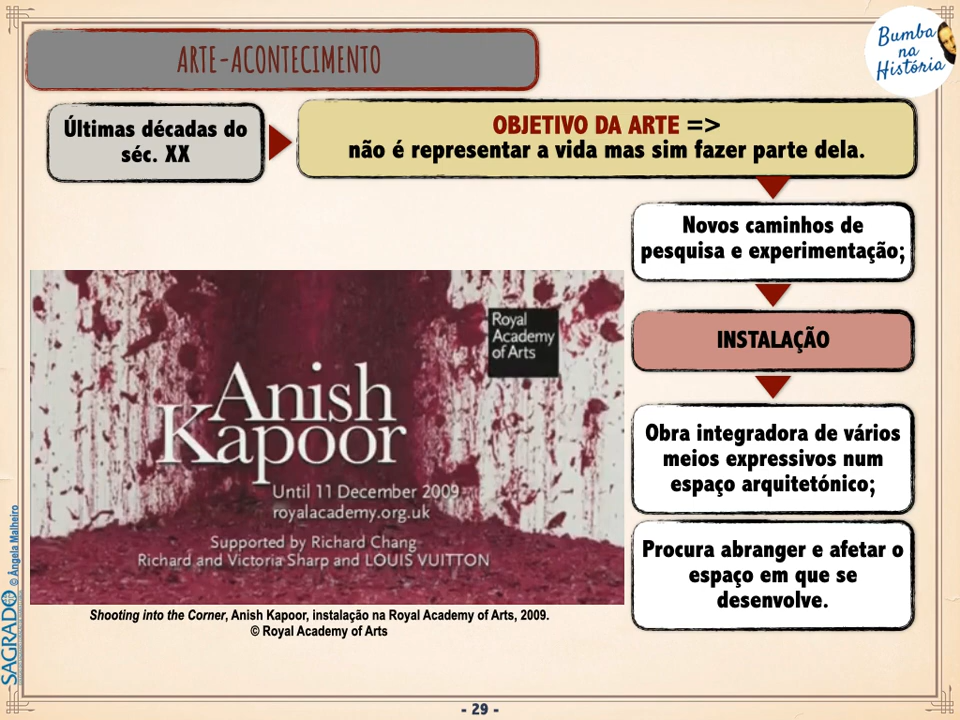 ARTE-ACONTECIMENTO
Bumba
na
História
Últimas décadas do
séc. XX
OBJETIVO DA ARTE =>
não é representar a vida mas sim fazer parte dela.
Novos caminhos de
pesquisa e experimentação;
INSTALAÇÃO
Obra integradora de vários
meios expressivos num
espaço arquitetónico;
Procura abranger e afetar o
espaço em que se
desenvolve.
Royal
Academy
of Arts
Anish
Kapoor
Until 11 December 2009
royalacademy.org.uk
Supported by Richard Chang
Richard and Victoria Sharp and LOUIS VUITTON
Shooting into the Corner, Anish Kapoor, instalação na Royal Academy of Arts, 2009.
© Royal Academy of Arts
SAGRADO
© Ângela Malheiro
- 29 -